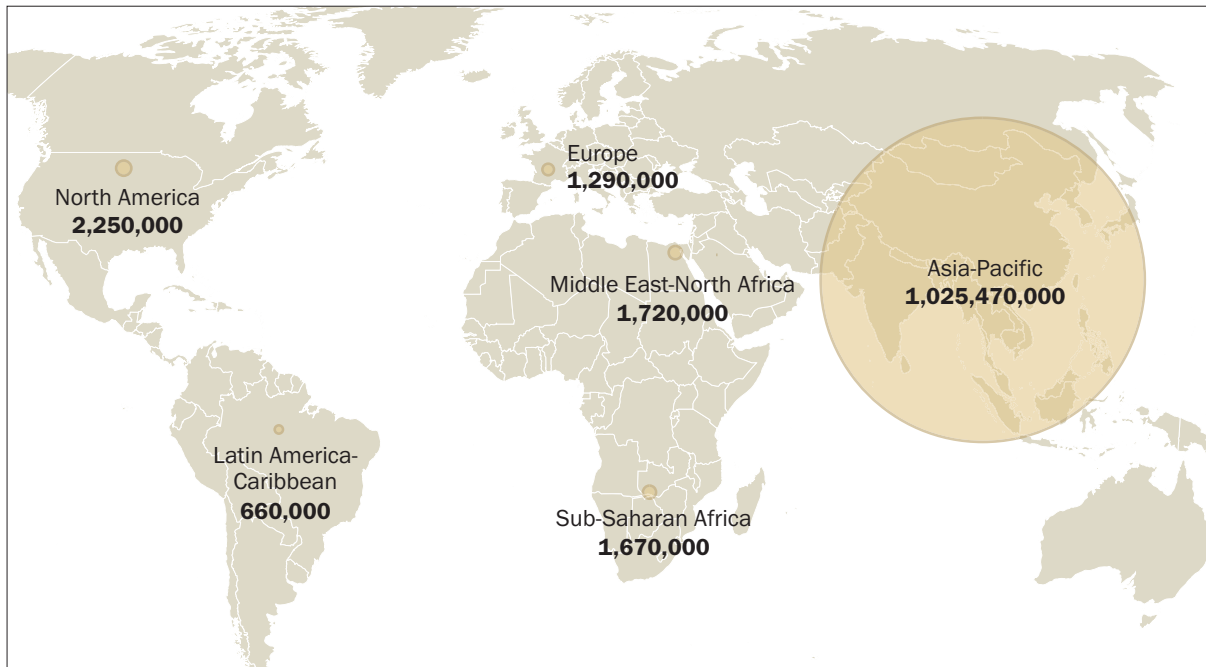 Europe
1,290,000
North America
2,250,000
Asia-Pacific
1,025,470,000
Middle East-North Africa
1,720,000
Latin America-
Caribbean
660,000
Sub-Saharan Africa
1,670,000